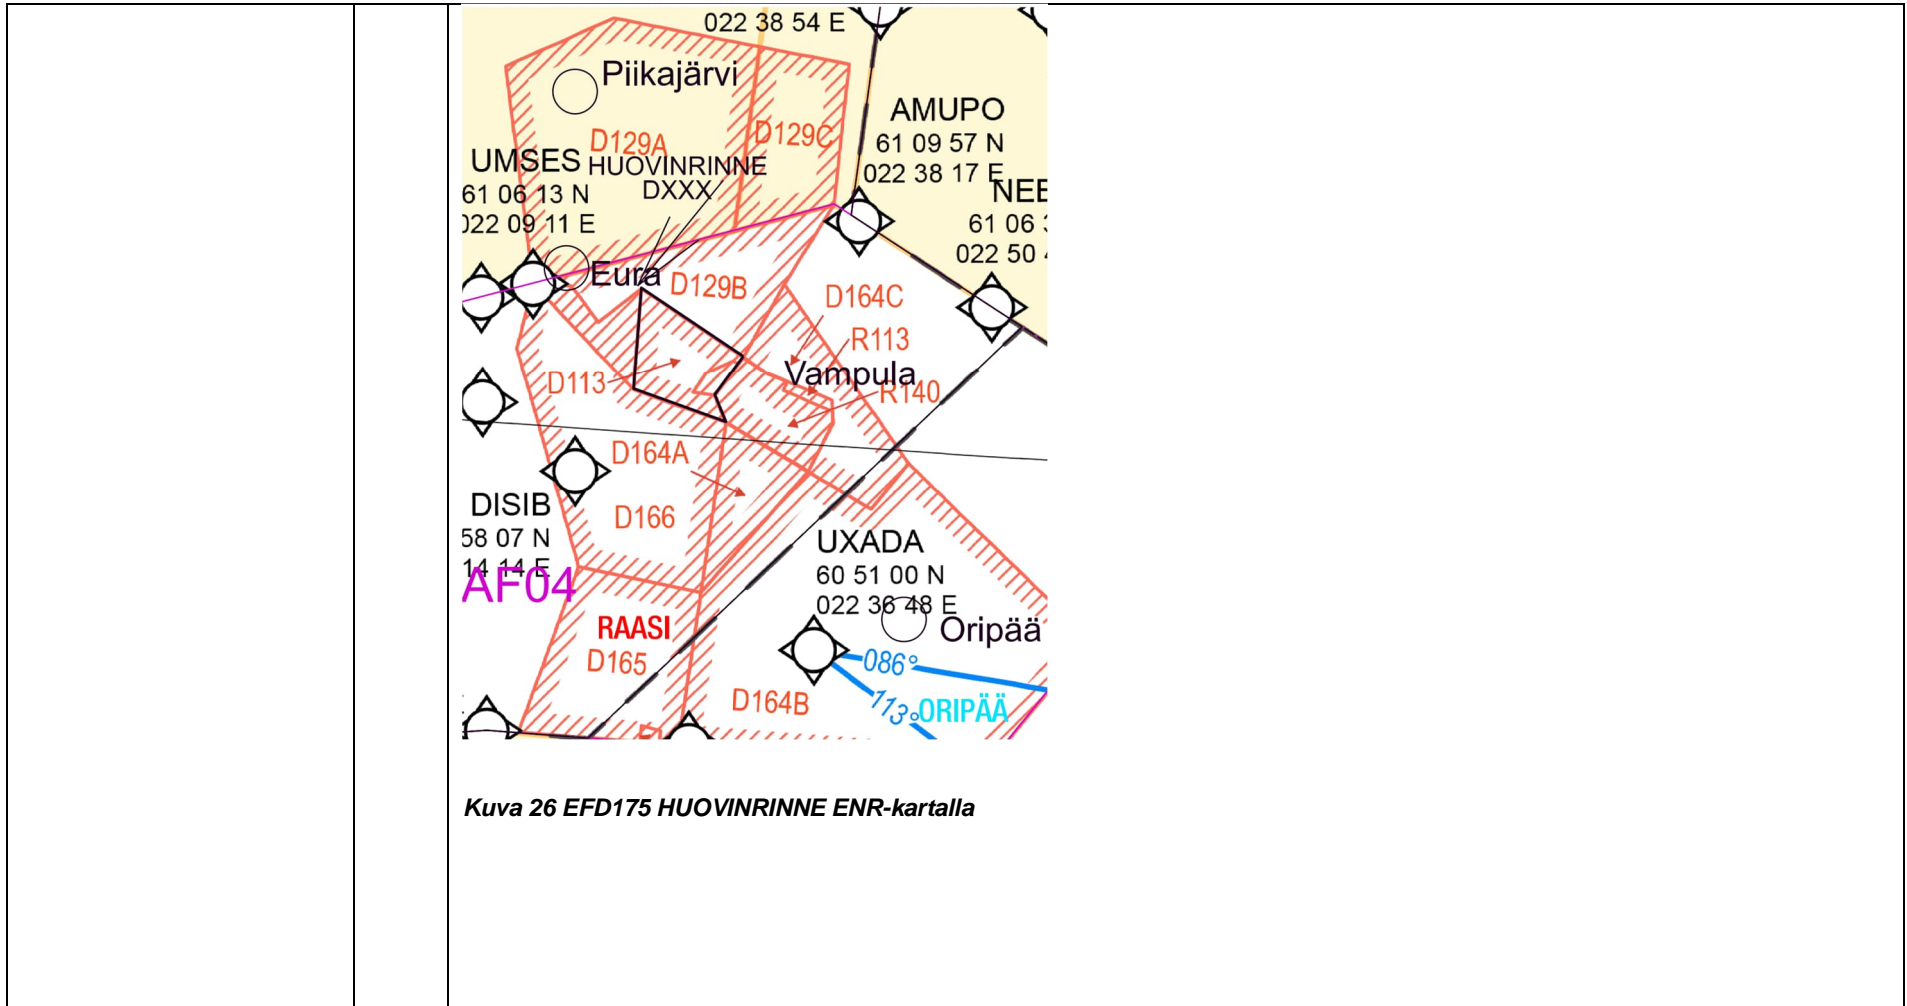 022 38 54 E
Piikajärvi
AMUPO
61 09 57 N
022 38 17 E
D129A
D129C
UMSES
61 06 13 N
022 09 11 E
HUOVINRINNE
DXXX
NEE
61 06
022 50
Eura
D129B
D164C
R113
Vampula
D113
R140
D164A
DISIB
58 07 N
14 14 E
D166
AF04
UXADA
60 51 00 N
022 36 48 E
RAASI
D165
Oripää
086°
D164B
113°
ORIPÄÄ
Kuva 26 EFD175 HUOVINRINNE ENR-kartalla